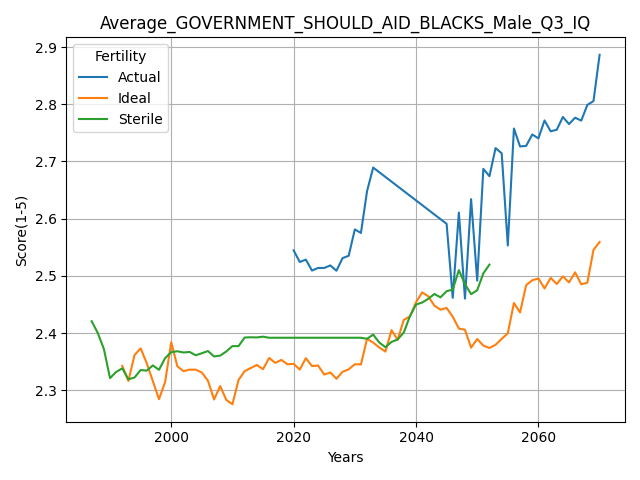 Average_GOVERNMENT_SHOULD_AID_BLACKS_Male_Q3_IQ
Fertility
Actual
Ideal
Sterile
Score(1-5)
2.9
2.8
2.7
2.6
2.5
2.4
2.3
2000 2020 2040 2060
Years